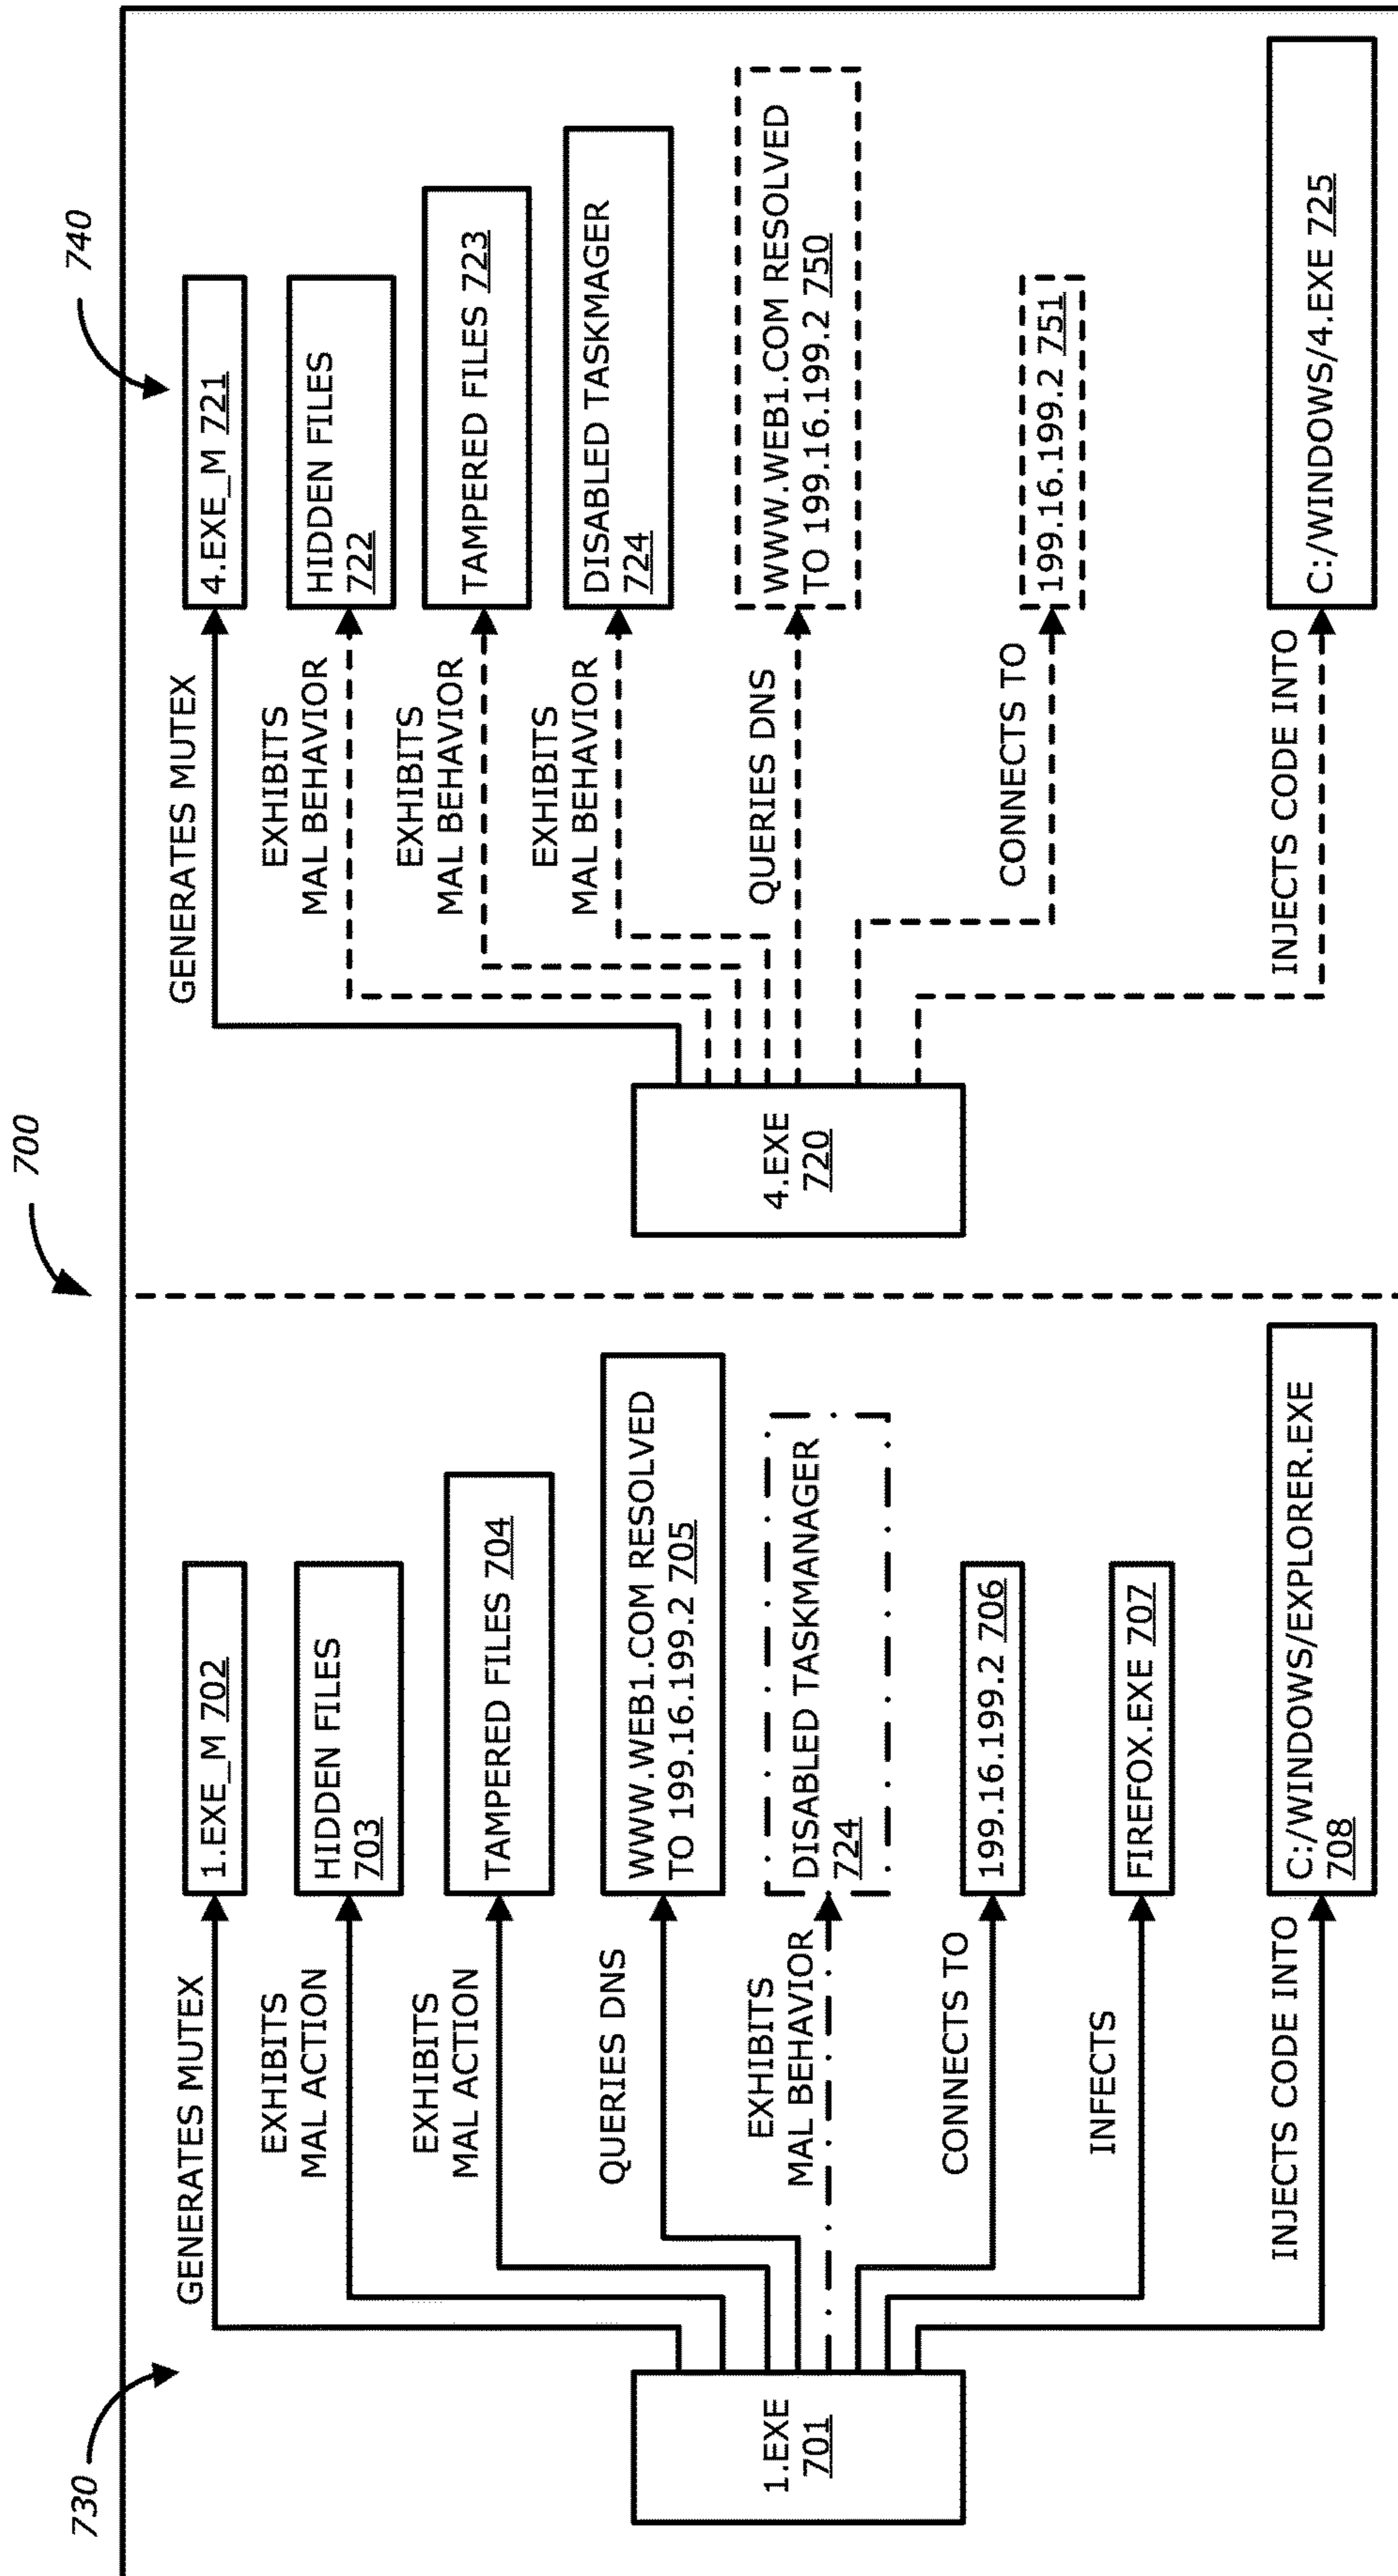 700
730
GENERATES MUTEX
1.EXE_M 702
EXHIBITS
MAL ACTION
HIDDEN FILES
703
EXHIBITS
MAL ACTION
TAMPERED FILES 704
QUERIES DNS
WWW.WEB1.COM RESOLVED
TO 199.16.199.2 705
1.EXE
701
EXHIBITS
MAL BEHAVIOR
DISABLED TASKMANAGER
724
CONNECTS TO
199.16.199.2 706
INFECTS
FIREFOX.EXE 707
INJECTS CODE INTO
C:/WINDOWS/EXPLORER.EXE
708
740
GENERATES MUTEX
4.EXE_M 721
EXHIBITS
MAL BEHAVIOR
HIDDEN FILES
722
EXHIBITS
MAL BEHAVIOR
TAMPERED FILES 723
EXHIBITS
MAL BEHAVIOR
DISABLED TASKMAGER
724
4.EXE
720
QUERIES DNS
WWW.WEB1.COM RESOLVED
TO 199.16.199.2 750
CONNECTS TO
199.16.199.2 751
INJECTS CODE INTO
C:/WINDOWS/4.EXE 725